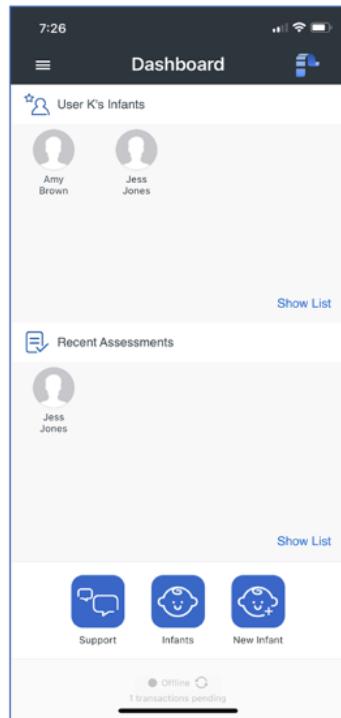 7:26
Dashboard
User K's Infants
Amy
Brown
Jess
Jones
Show List
Recent Assessments
Jess
Jones
Show List
Support
Infants
New Infant
Offline
1 transactions pending